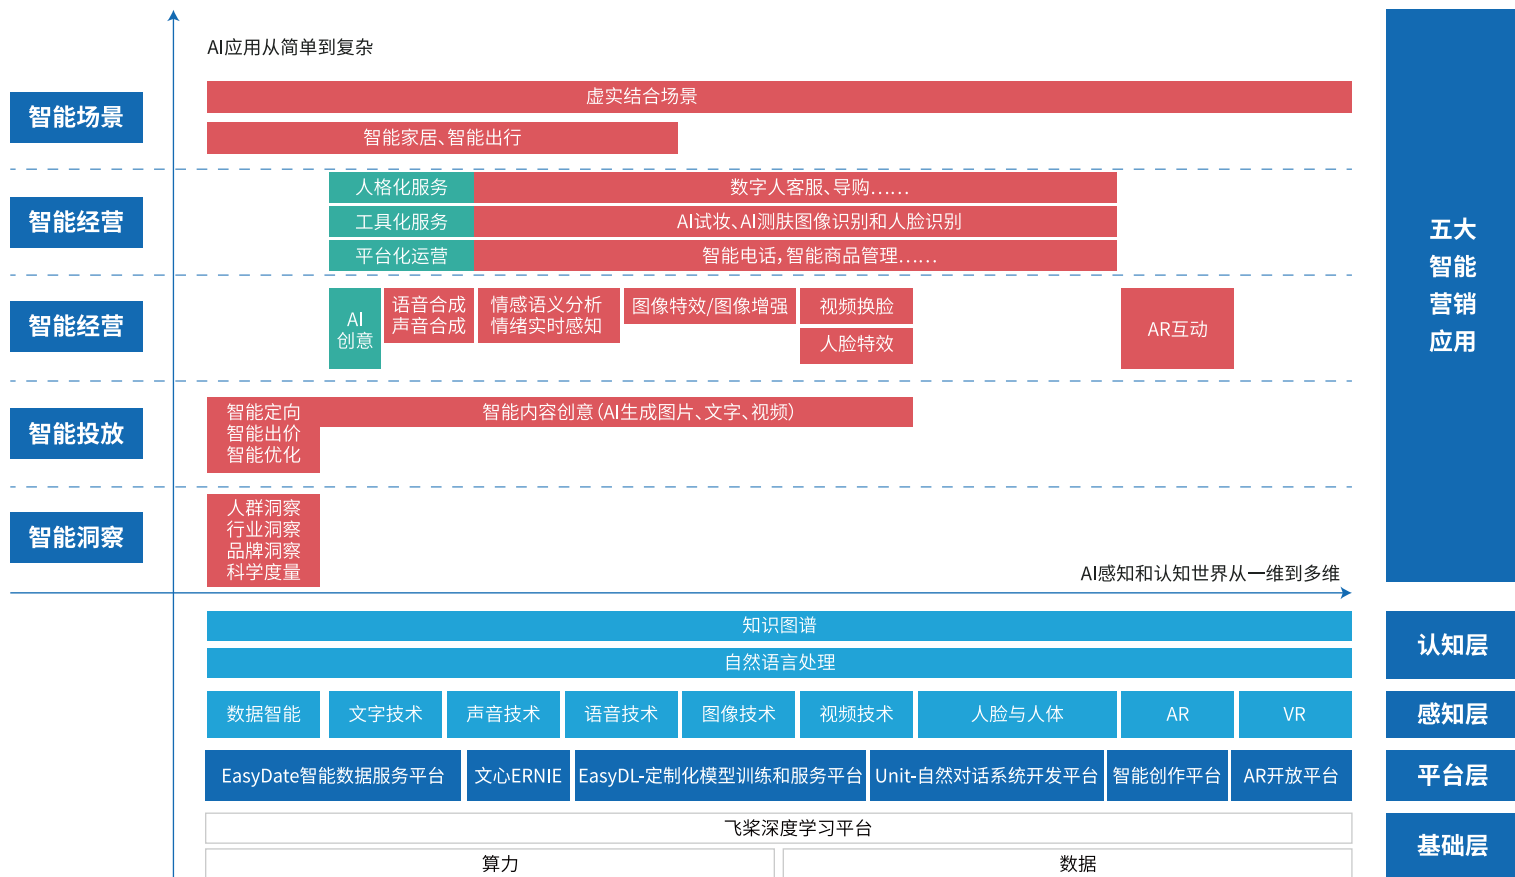 AI应用从简单到复杂
智能场景
虚实结合场景
智能家居、智能出行
智能经营
人格化服务
数字人客服、导购……
工具化服务
AI试妆、AI测肤图像识别和人脸识别
平台化运营
智能电话，智能商品管理……
智能经营
AI
创意
语音合成
声音合成
情感语义分析
情绪实时感知
图像特效/图像增强
视频换脸
人脸特效
AR互动
智能投放
智能定向
智能出价
智能优化
智能内容创意（AI生成图片、文字、视频）
智能洞察
人群洞察
行业洞察
品牌洞察
科学度量
AI感知和认知世界从一维到多维
五大
智能
营销
应用
知识图谱
自然语言处理
认知层
数据智能
文字技术
声音技术
语音技术
图像技术
视频技术
人脸与人体
AR
VR
感知层
EasyDate智能数据服务平台
文心ERNIE
EasyDL-定制化模型训练和服务平台
Unit-自然对话系统开发平台
智能创作平台
AR开放平台
平台层
飞桨深度学习平台
算力
数据
基础层